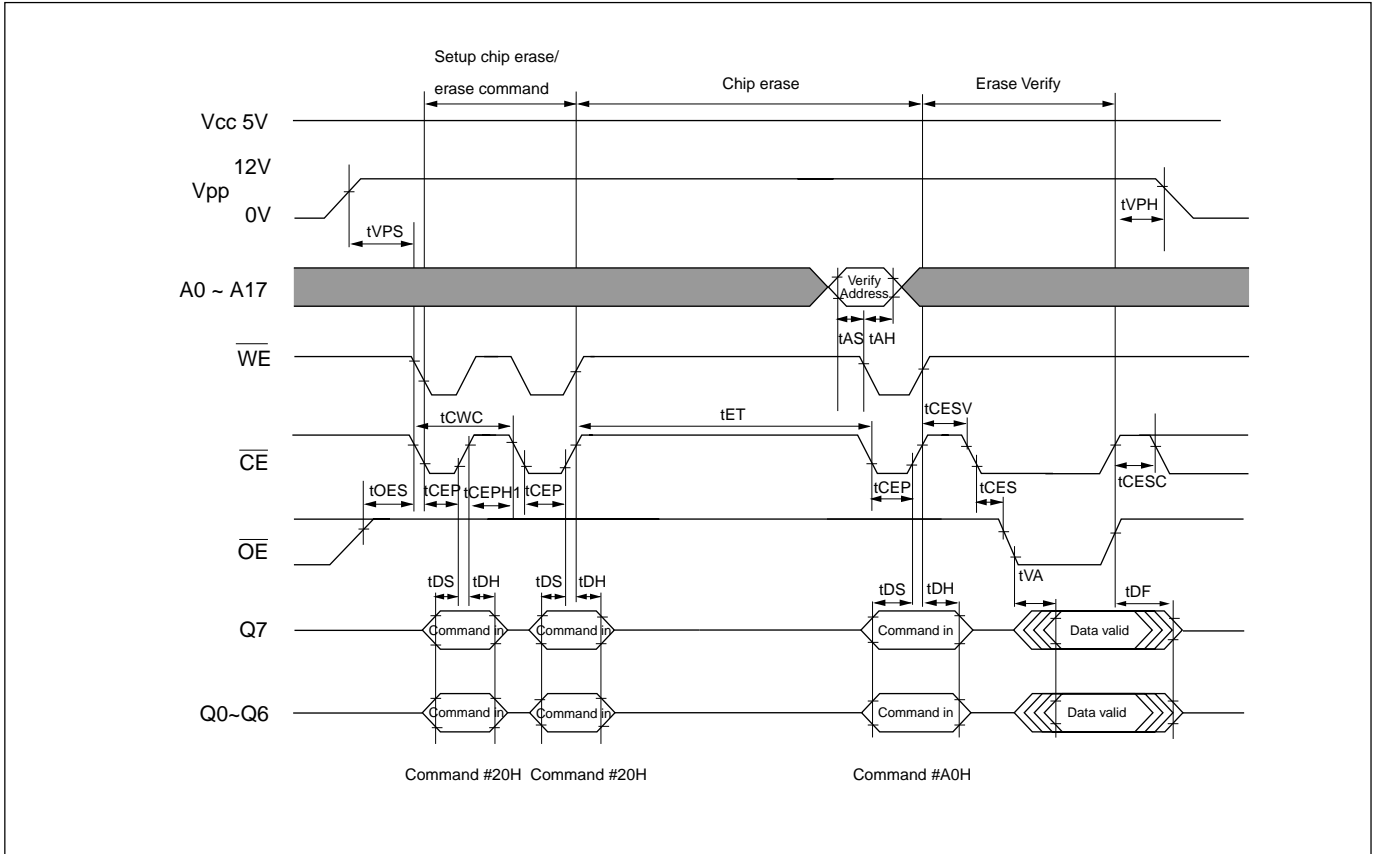 Setup chip erase/
erase command
Chip erase
Erase Verify
Vcc 5V
12V
Vpp
0V
tVPS
tVPH
A0 ~ A17
Verify
Address
tAS
tAH
WE
tCWC
tET
tCESV
CE
tOES
tCEP
tCEPH1
tCEP
tCEP
tCES
tCESC
OE
tVA
tDS
tDH
tDS
tDH
tDS
tDH
tDF
Q7
Command in
Command in
Command in
Data valid
Q0~Q6
Command in
Command in
Command in
Data valid
Command #20H
Command #20H
Command #A0H